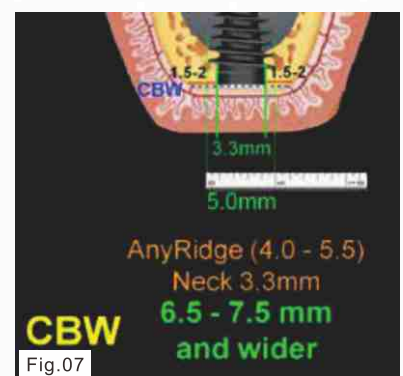 1.5-2 1.5-2
CBW
3.3mm
5.0mm
AnyRidge (4.0 - 5.5)
Neck 3.3mm
6.5 - 7.5 mm
CBW and wider
Fig.07